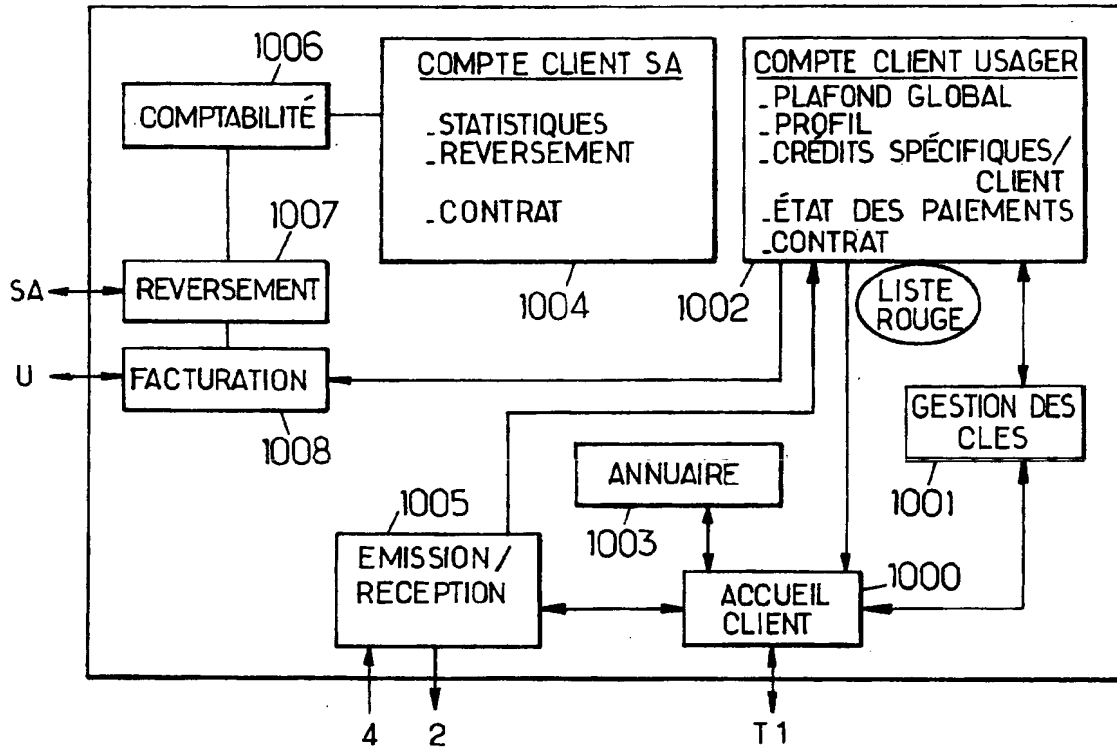 1006
COMPTABILITÉ
COMPTE CLIENT SA
_STATISTIQUES
_REVERSEMENT
_CONTRAT
1004
COMPTE CLIENT USAGER
_PLAFOND GLOBAL
_PROFIL
_CRÉDITS SPÉCIFIQUES/
CLIENT
_ÉTAT DES PAIEMENTS
_CONTRAT
1002
LISTE
ROUGE
1007
SA
REVERSEMENT
U
FACTURATION
1008
GESTION DES
CLES
1001
ANNUAIRE
1003
1005
EMISSION/
RECEPTION
1000
ACCUEIL
CLIENT
4
2
T1